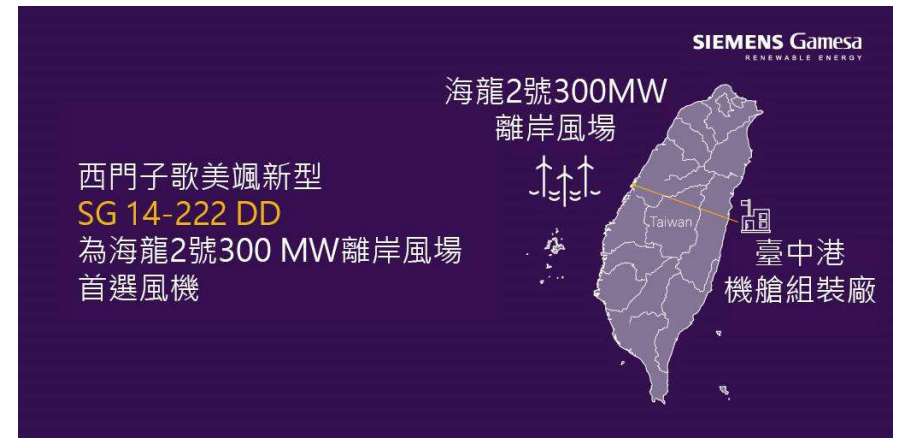 SIEMENS Gamesa
RENEWABLE ENERGY
海龍2號300MW
離岸風場
西門子歌美颯新型
SG 14-222 DD
為海龍2號300 MW離岸風場
首選風機
Taiwan
臺中港
機艙組裝廠